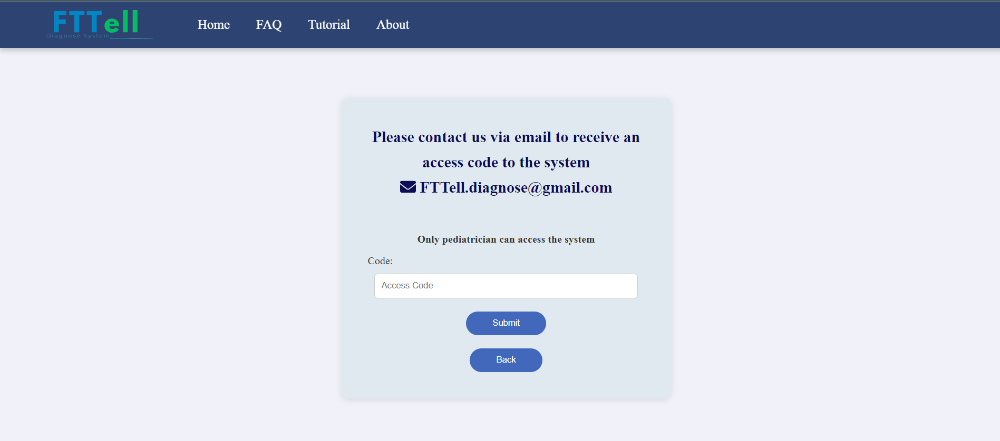 FTTell
Diagnose System
Home
FAQ
Tutorial
About
Please contact us via email to receive an
access code to the system
FTTell.diagnose@gmail.com
Only pediatrician can access the system
Code:
Access Code
Submit
Back